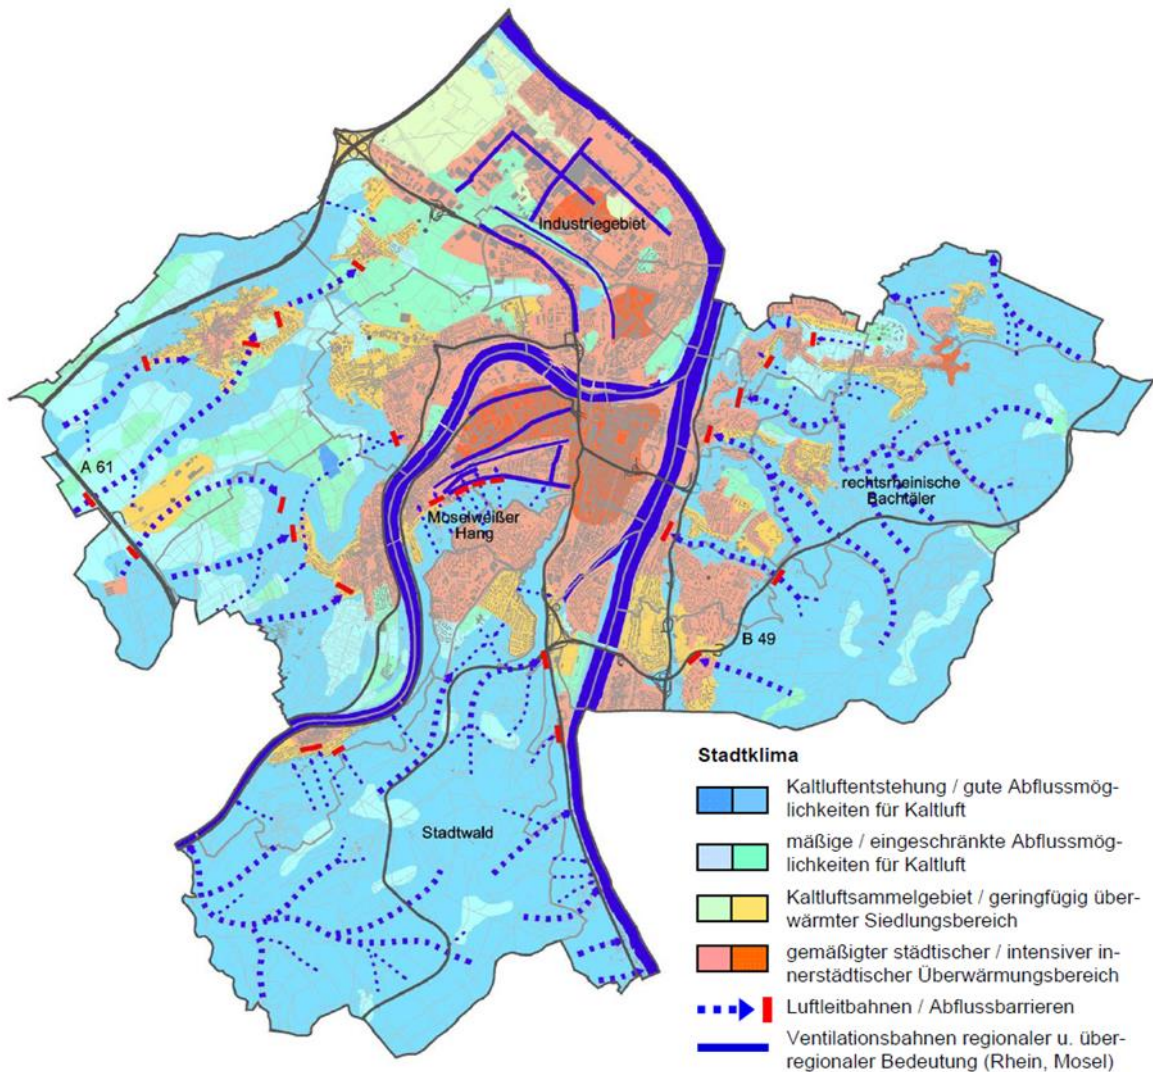 Industriegebiet
A 61
rechtsrheinische
Bachtäler
Moselweißer
Hang
B 49
Stadtwald
Stadtklima
Kaltluftentstehung / gute Abflussmög-
lichkeiten für Kaltluft
mäßige / eingeschränkte Abflussmög-
lichkeiten für Kaltluft
Kaltluftsammelgebiet / geringfügig über-
wärmter Siedlungsbereich
gemäßigter städtischer / intensiver in-
nerstädtischer Überwärmungsbereich
Luftleitbahnen / Abflussbarrieren
Ventilationsbahnen regionaler u. über-
regionaler Bedeutung (Rhein, Mosel)